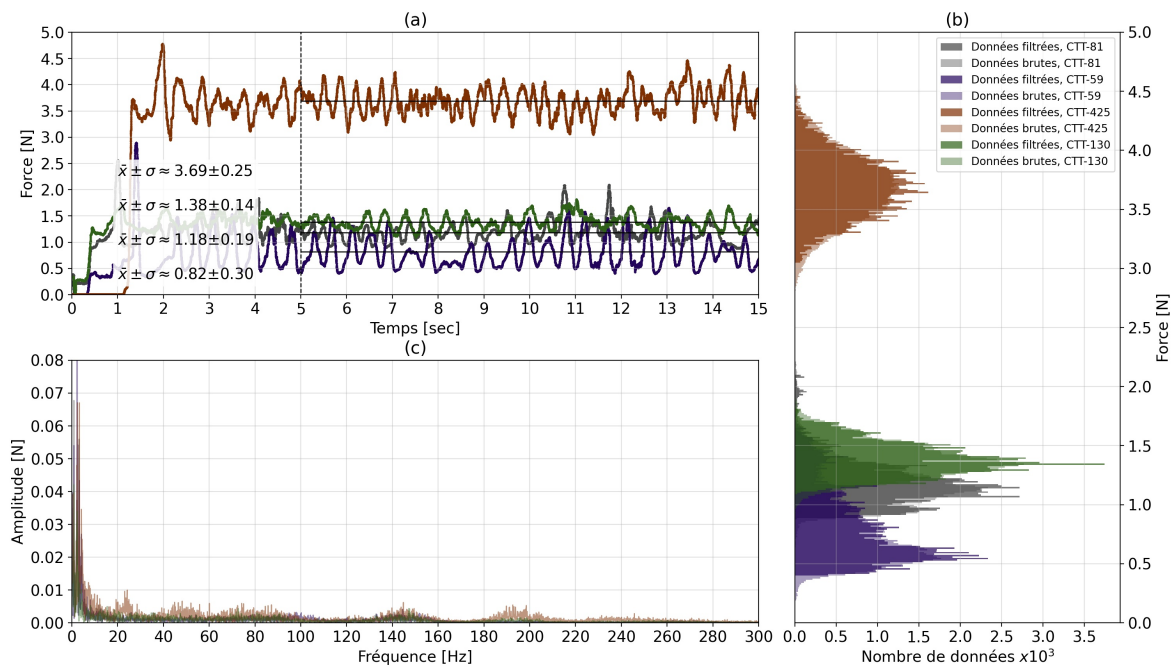 (a)
5.0
4.5
4.0
3.5
3.0
2.5
2.0
1.5
1.0
0.5
0.0
Force [N]
x̄ ± σ ≈ 3.69±0.25
x̄ ± σ ≈ 1.38±0.14
x̄ ± σ ≈ 1.18±0.19
x̄ ± σ ≈ 0.82±0.30
0 1 2 3 4 5 6 7 8 9 10 11 12 13 14 15
Temps [sec]
(b)
Données filtrées, CTT-81
Données brutes, CTT-81
Données filtrées, CTT-59
Données brutes, CTT-59
Données filtrées, CTT-425
Données brutes, CTT-425
Données filtrées, CTT-130
Données brutes, CTT-130
5.0
4.5
4.0
3.5
3.0
2.5
2.0
1.5
1.0
0.5
0.0
Force [N]
0.0 0.5 1.0 1.5 2.0 2.5 3.0 3.5
Nombre de données x10³
(c)
0.08
0.07
0.06
0.05
0.04
0.03
0.02
0.01
0.00
Amplitude [N]
0 20 40 60 80 100 120 140 160 180 200 220 240 260 280 300
Fréquence [Hz]